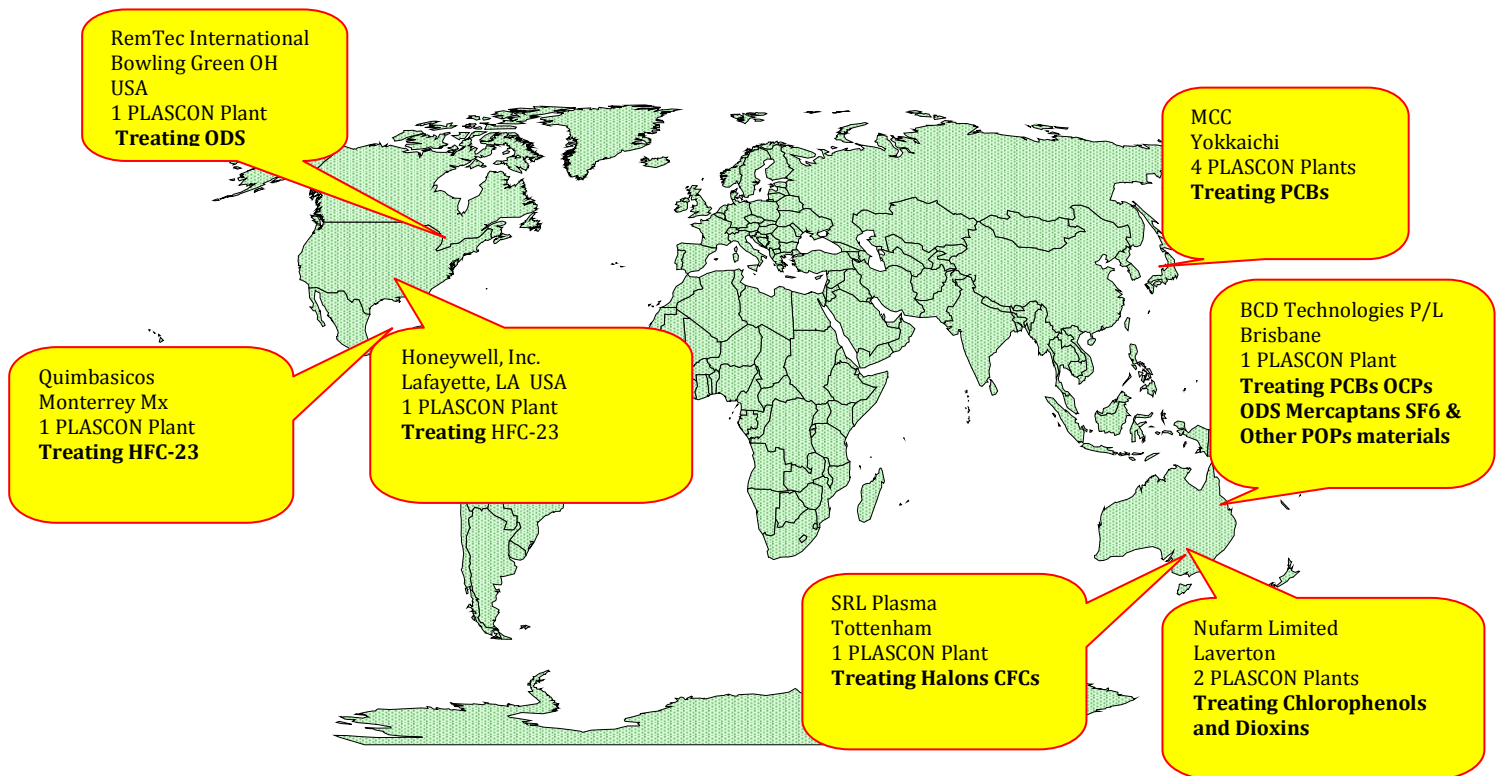 RemTec International
Bowling Green OH
USA
1 PLASCON Plant
Treating ODS
MCC
Yokkaichi
4 PLASCON Plants
Treating PCBs
BCD Technologies P/L
Brisbane
1 PLASCON Plant
Treating PCBs OCPs
ODS Mercaptans SF6 &
Other POPs materials
Quimbasicos
Monterrey Mx
1 PLASCON Plant
Treating HFC-23
Honeywell, Inc.
Lafayette, LA USA
1 PLASCON Plant
Treating HFC-23
SRL Plasma
Tottenham
1 PLASCON Plant
Treating Halons CFCs
Nufarm Limited
Laverton
2 PLASCON Plants
Treating Chlorophenols
and Dioxins